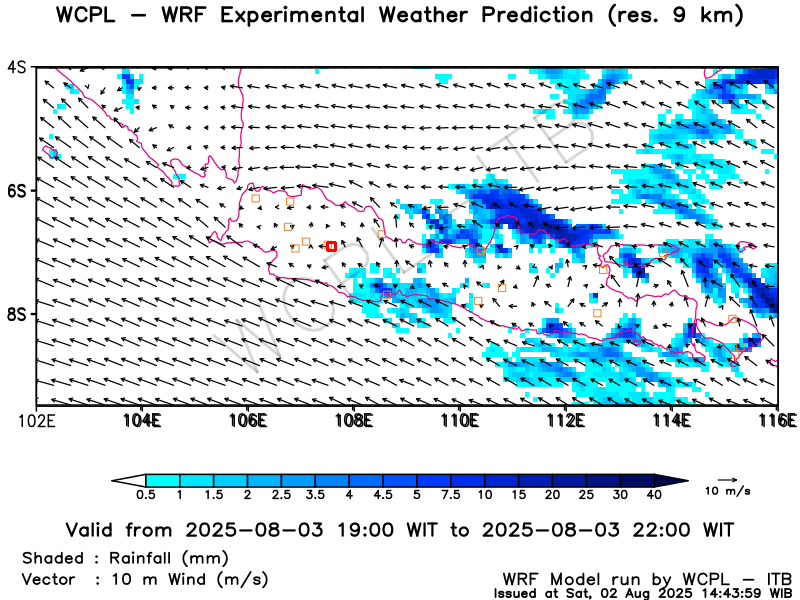 WCPL – WRF Experimental Weather Prediction (res. 9 km)
4S
6S
8S
102E 104E 106E 108E 110E 112E 114E 116E
WCPL-ITB
0.5 1 1.5 2 2.5 3.5 4 4.5 5 7.5 10 15 20 25 30 40
10 m/s
Valid from 2025-08-03 19:00 WIT to 2025-08-03 22:00 WIT
Shaded : Rainfall (mm)
Vector : 10 m Wind (m/s)
WRF Model run by WCPL – ITB
Issued at Sat, 02 Aug 2025 14:43:59 WIB